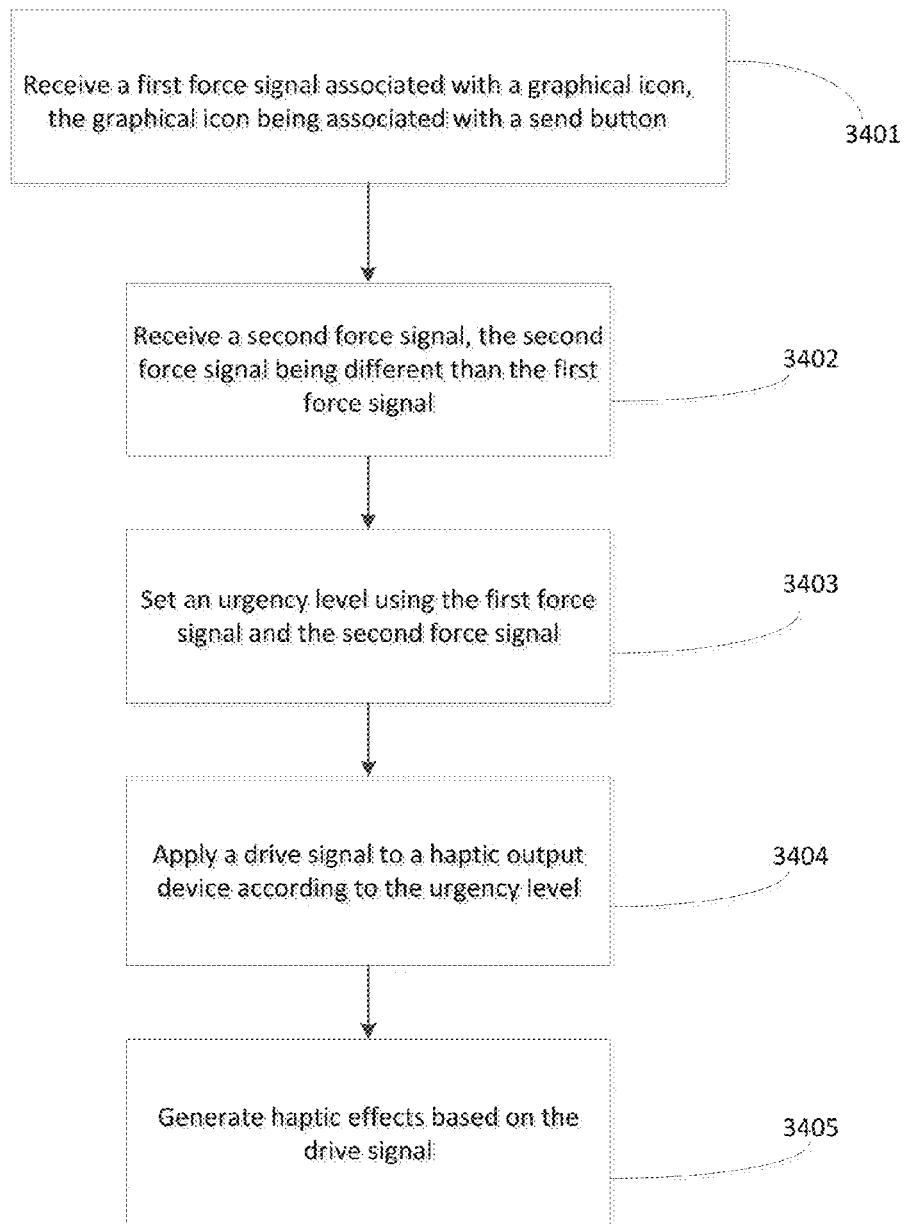 Receive a first force signal associated with a graphical icon,
the graphical icon being associated with a send button
3401
Receive a second force signal, the second
force signal being different than the first
force signal
3402
Set an urgency level using the first force
signal and the second force signal
3403
Apply a drive signal to a haptic output
device according to the urgency level
3404
Generate haptic effects based on the
drive signal
3405